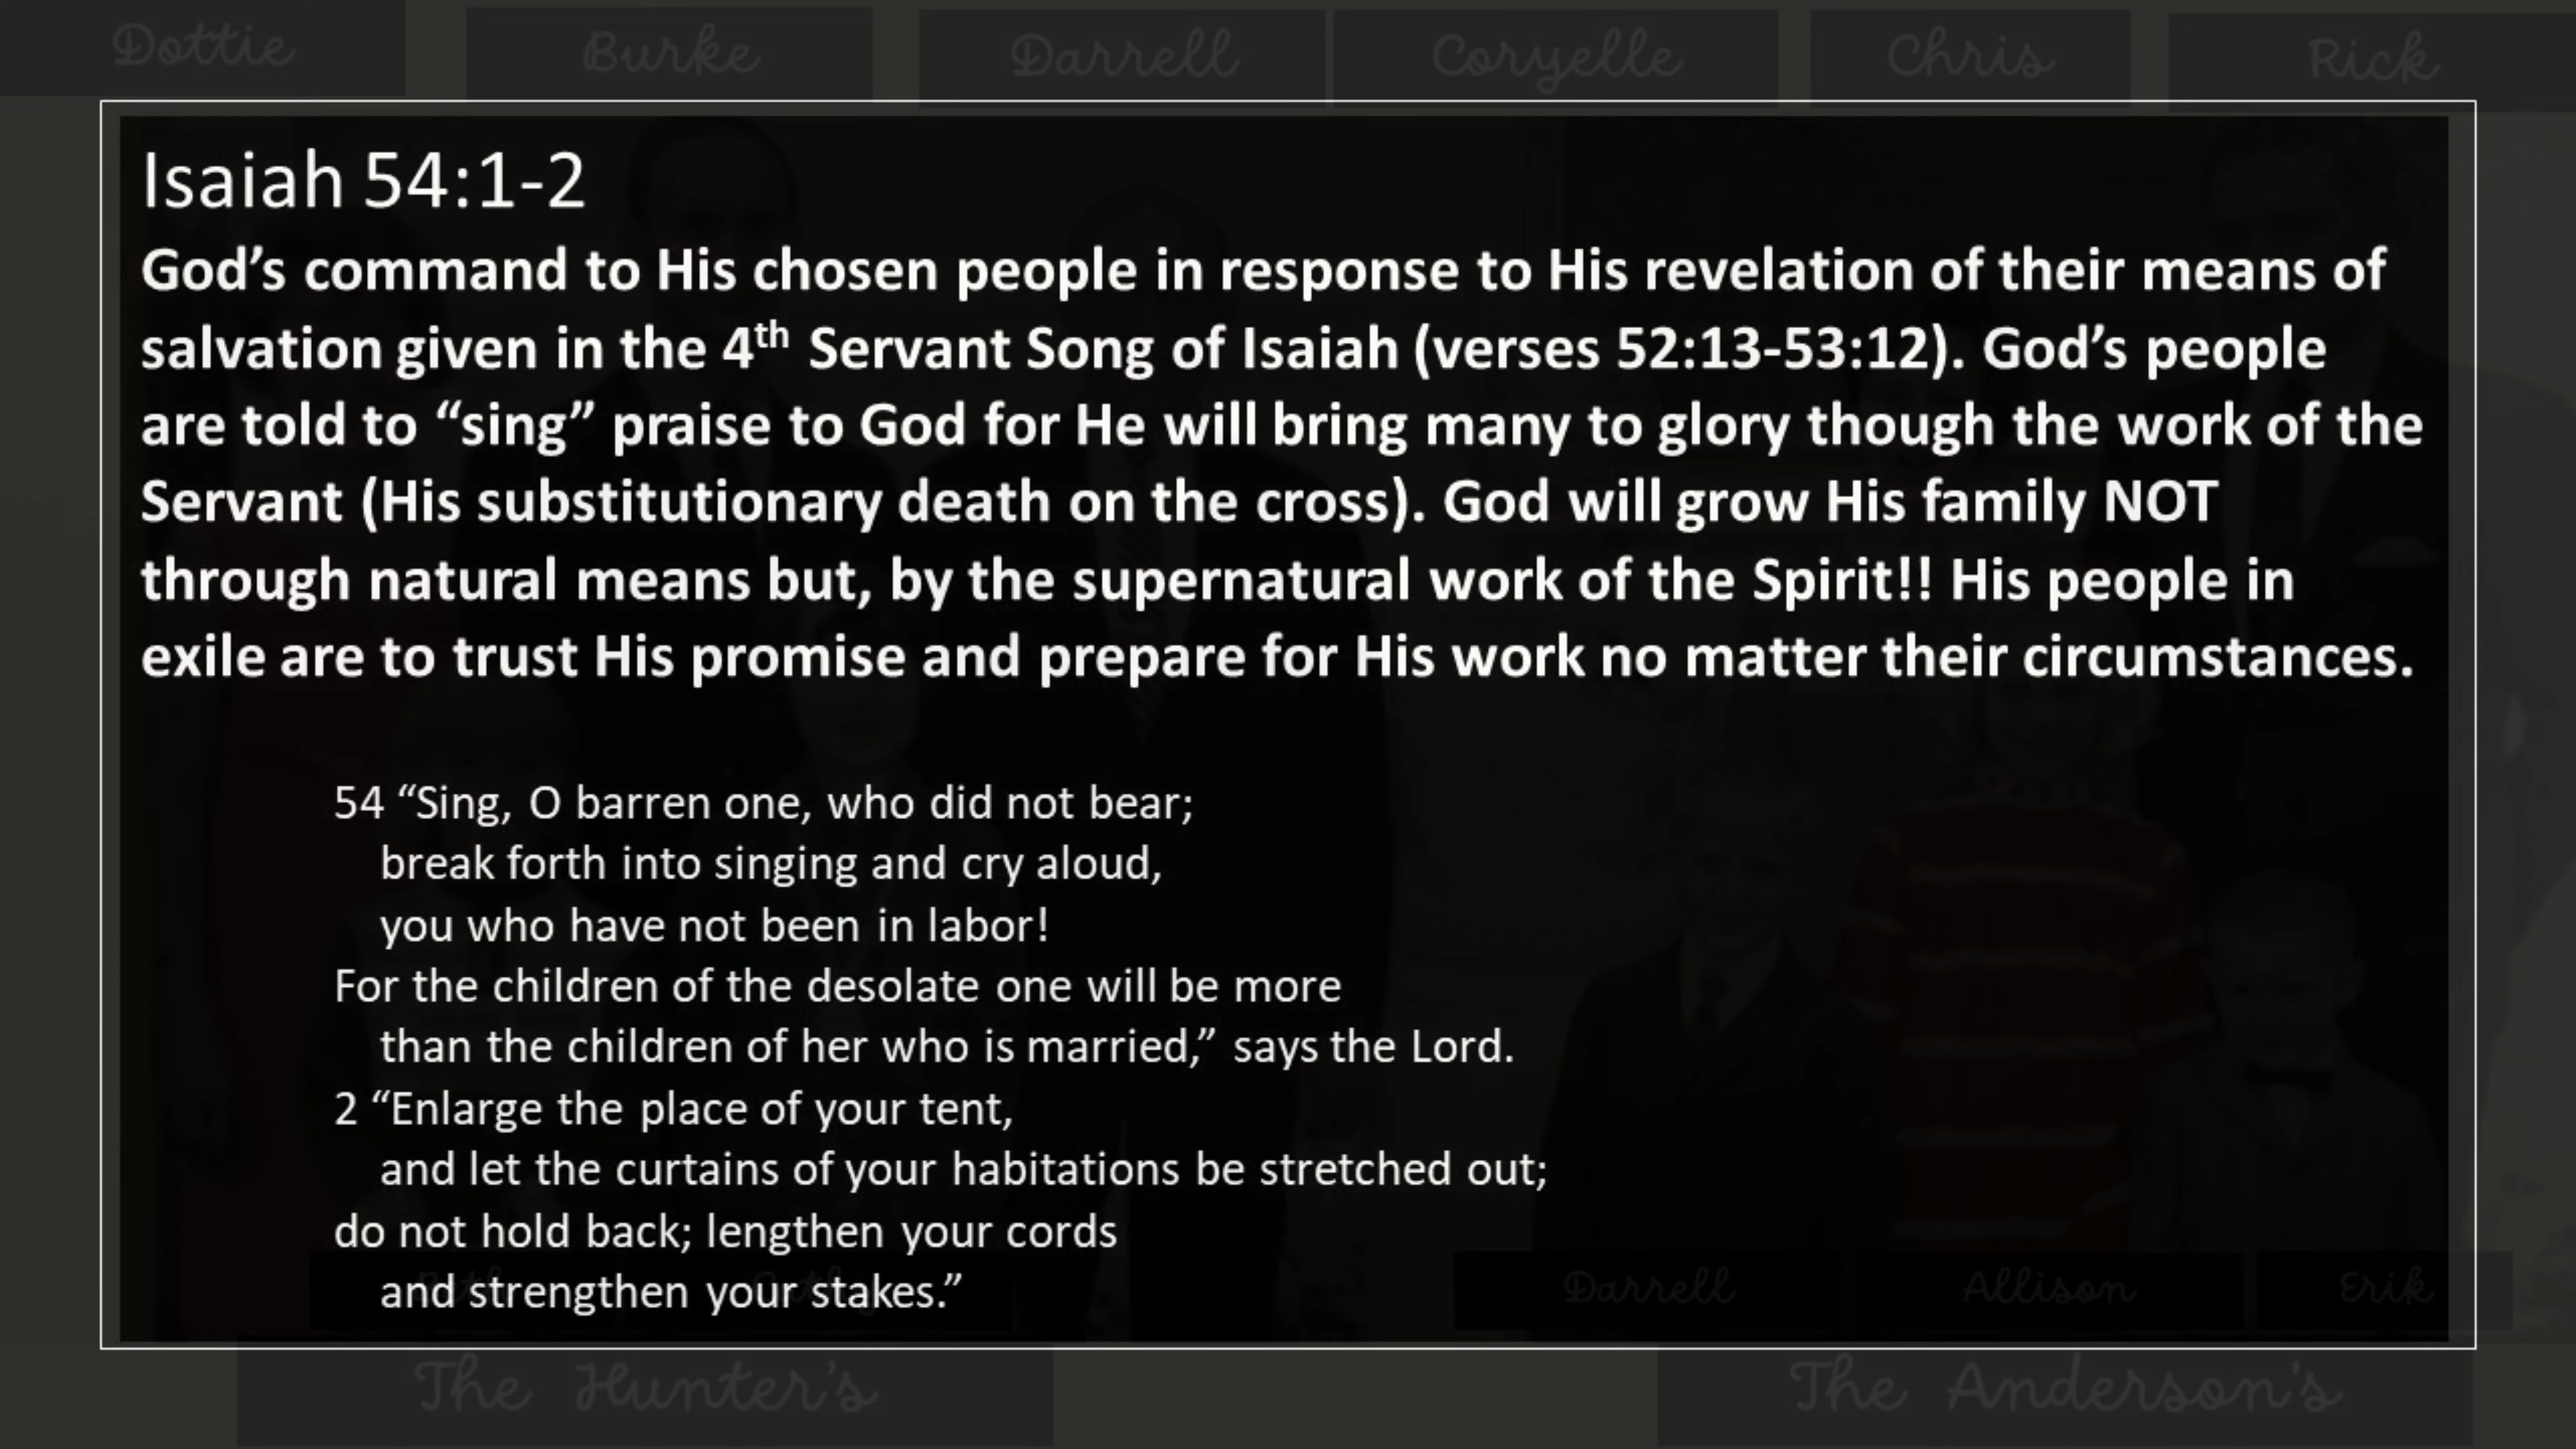 Dottie Burke Darrell Coryelle Chris Rick
Isaiah 54:1-2
God’s command to His chosen people in response to His revelation of their means of
salvation given in the 4th Servant Song of Isaiah (verses 52:13-53:12). God’s people
are told to “sing” praise to God for He will bring many to glory though the work of the
Servant (His substitutionary death on the cross). God will grow His family NOT
through natural means but, by the supernatural work of the Spirit!! His people in
exile are to trust His promise and prepare for His work no matter their circumstances.
54 “Sing, O barren one, who did not bear;
break forth into singing and cry aloud,
you who have not been in labor!
For the children of the desolate one will be more
than the children of her who is married,” says the Lord.
2 “Enlarge the place of your tent,
and let the curtains of your habitations be stretched out;
do not hold back; lengthen your cords
and strengthen your stakes.”
Darrell Allison Erik
The Hunter's The Anderson's